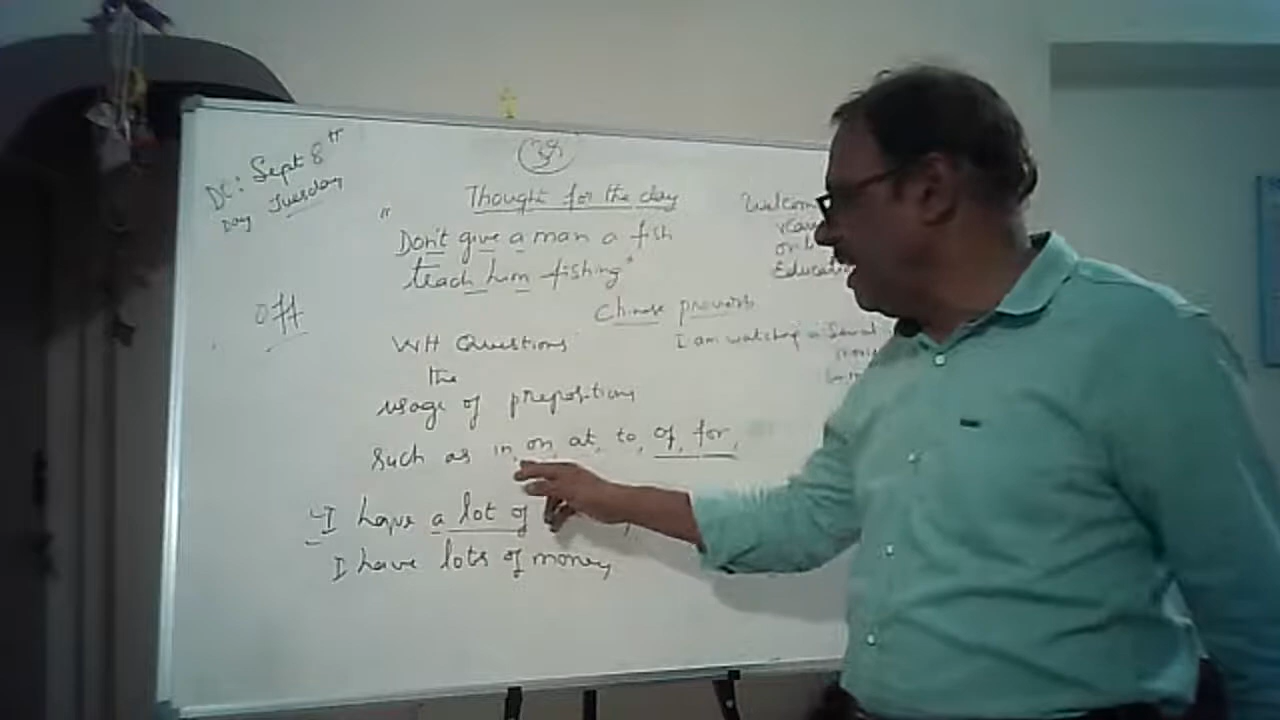 DC: Sept 8th
Day Tuesday
Thought for the day
"Don't give a man a fish
teach him fishing"
Chinese proverb
off
WH Questions
the
usage of prepositions
such as in, on, at, to, of, for,
I have a lot of
I have lots of money
I am watching a